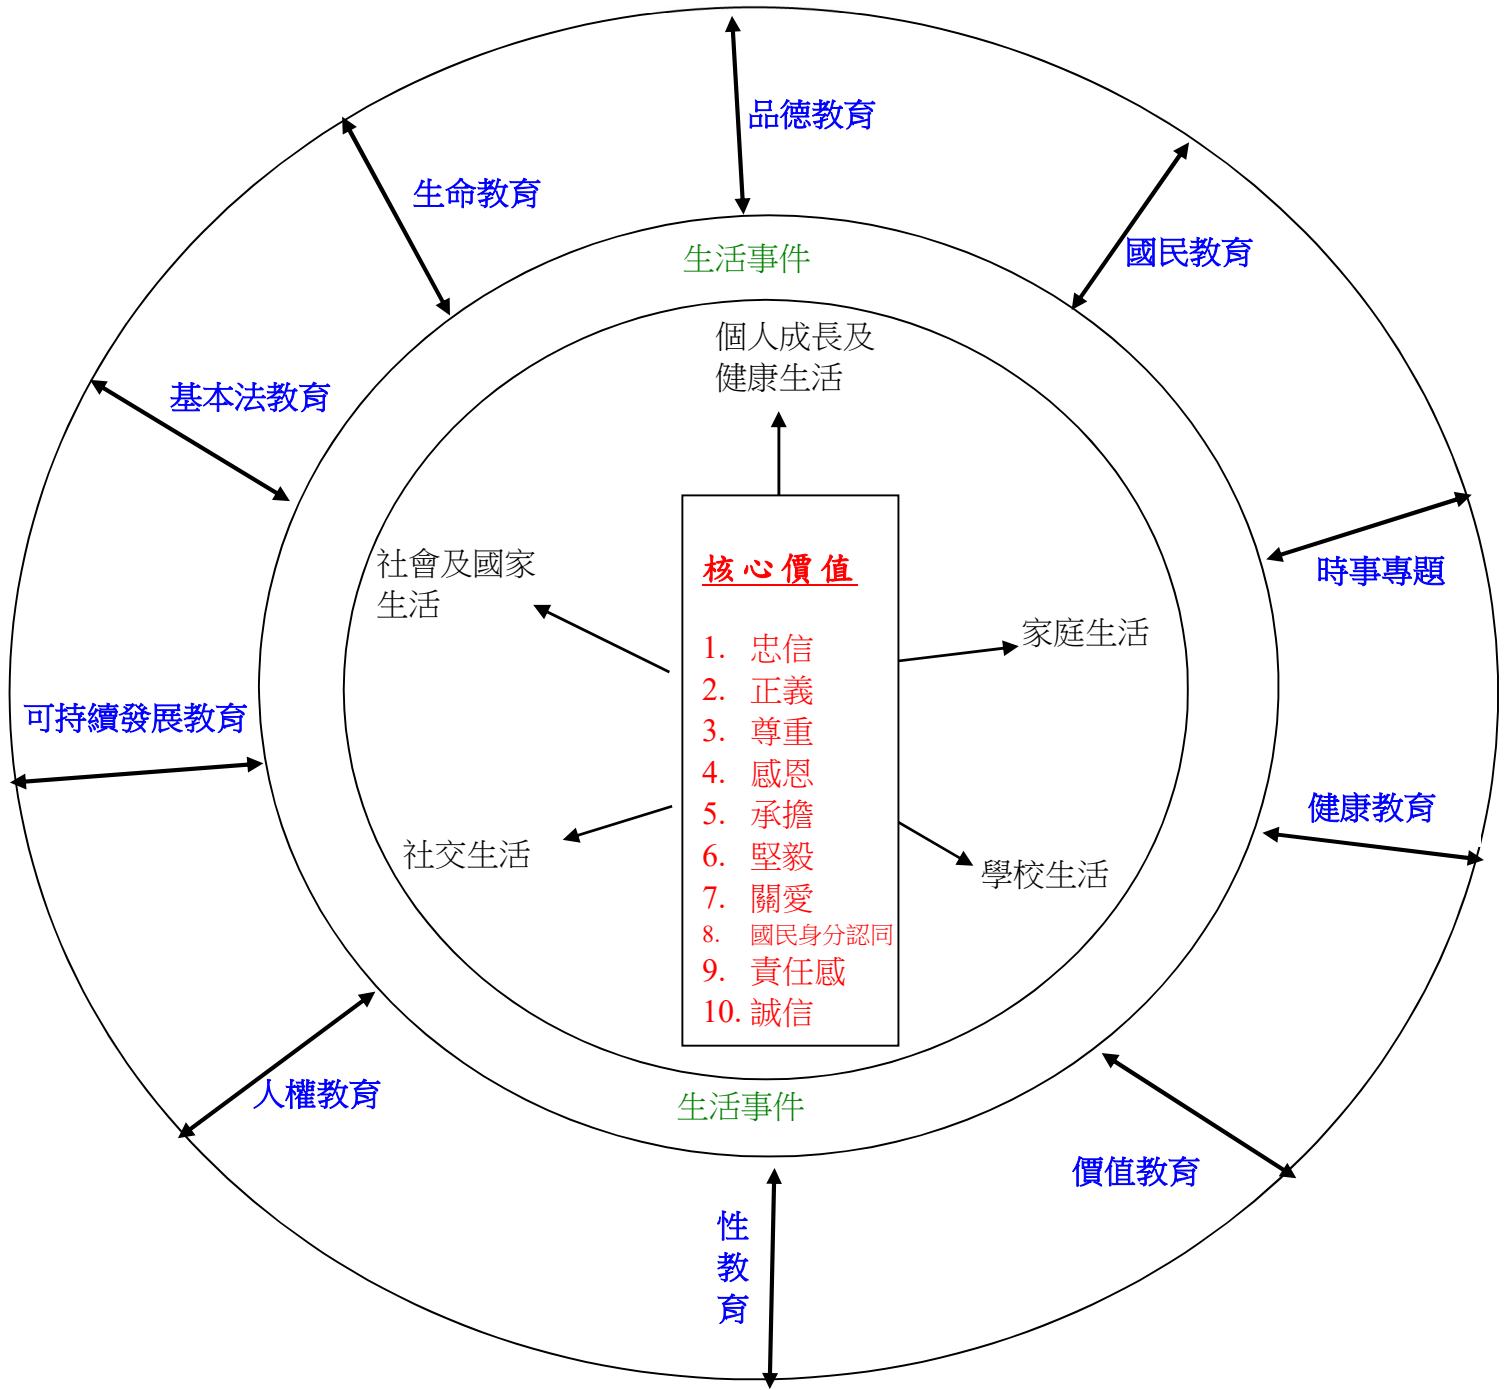 品德教育
生命教育
國民教育
生活事件
個人成長及
健康生活
基本法教育
核心價值
社會及國家
生活
時事專題
家庭生活
1. 忠信
2. 正義
3. 尊重
4. 感恩
5. 承擔
6. 堅毅
7. 關愛
8. 國民身分認同
9. 責任感
10. 誠信
可持續發展教育
健康教育
社交生活
學校生活
人權教育
生活事件
價值教育
性
教
育